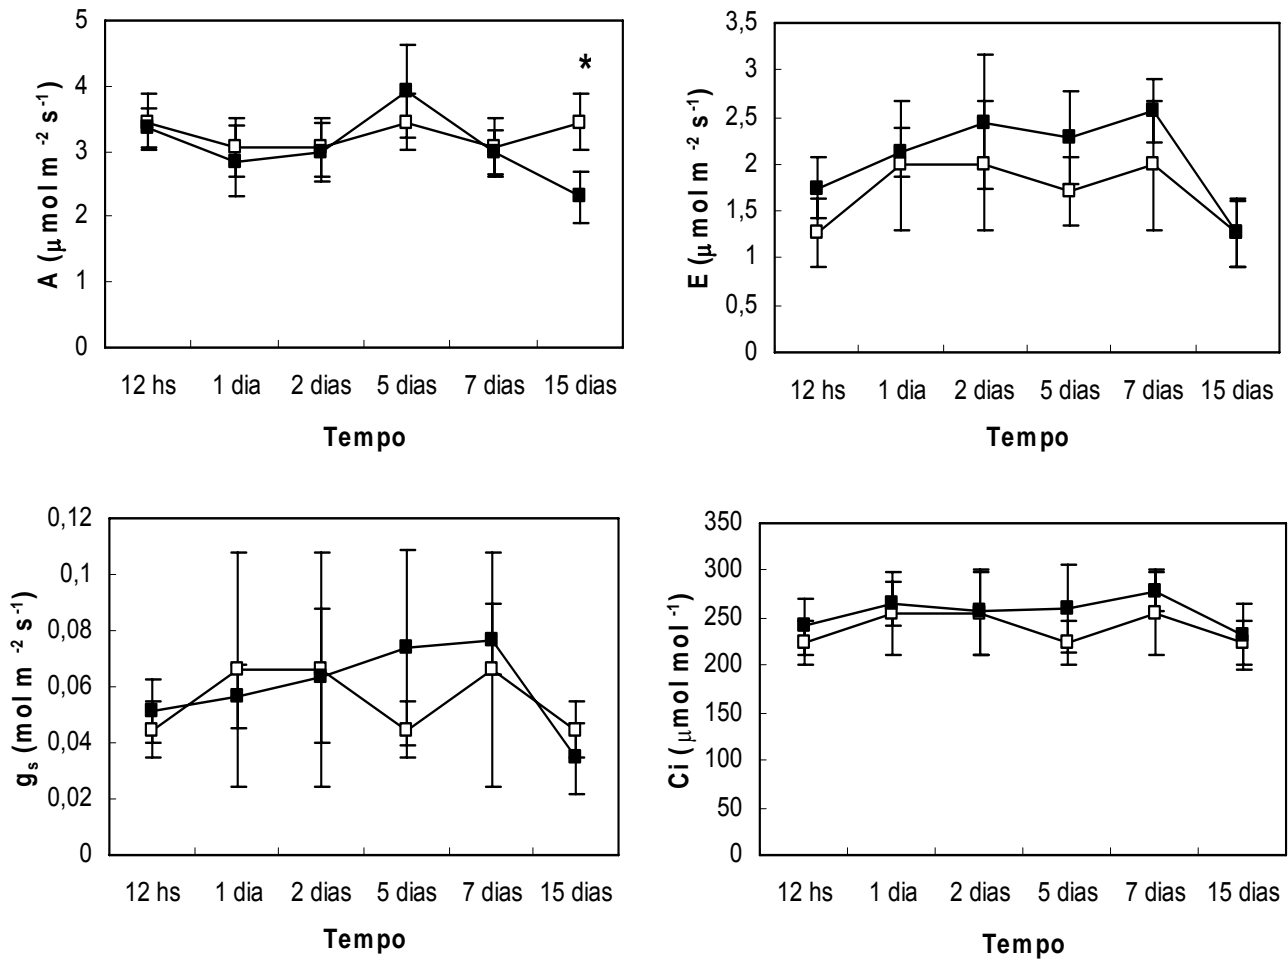 A (μmol m⁻² s⁻¹)
5
4
3
2
1
0
*
12 hs 1 dia 2 dias 5 dias 7 dias 15 dias
Tempo
E (μmol m⁻² s⁻¹)
3,5
3
2,5
2
1,5
1
0,5
0
12 hs 1 dia 2 dias 5 dias 7 dias 15 dias
Tempo
gₛ (mol m⁻² s⁻¹)
0,12
0,1
0,08
0,06
0,04
0,02
0
12 hs 1 dia 2 dias 5 dias 7 dias 15 dias
Tempo
Ci (μmol mol⁻¹)
350
300
250
200
150
100
50
0
12 hs 1 dia 2 dias 5 dias 7 dias 15 dias
Tempo